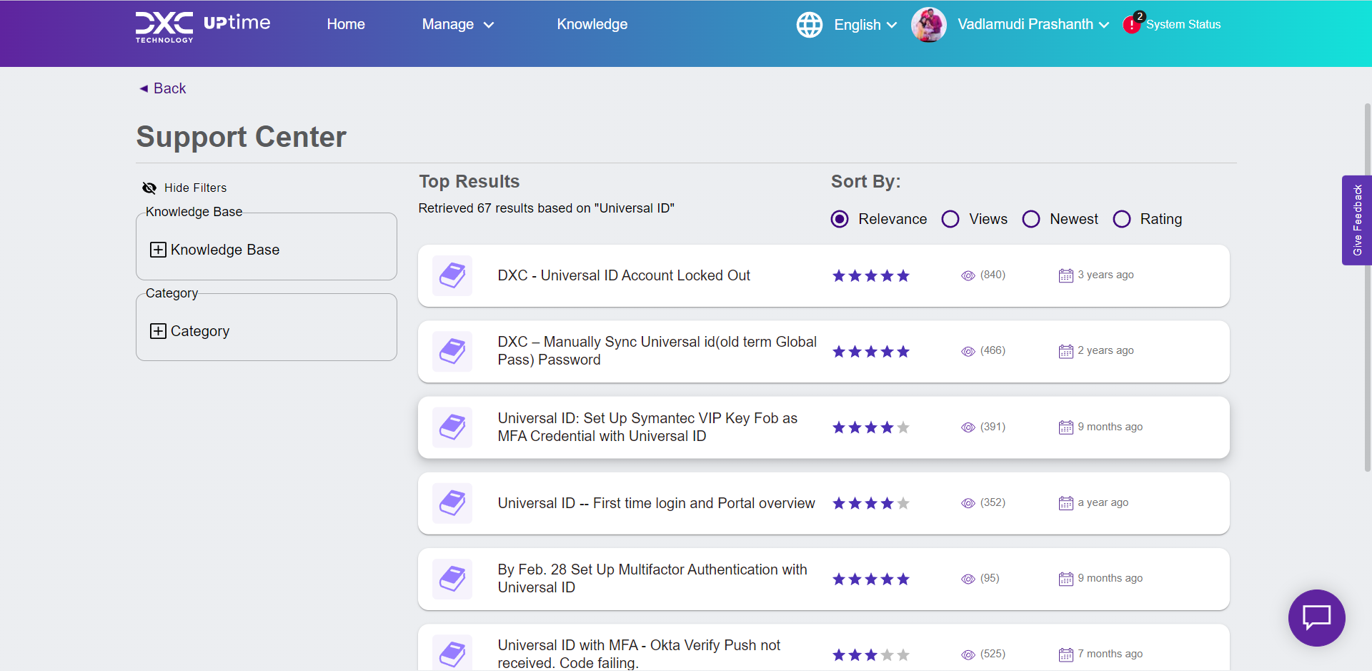 DXC
TECHNOLOGY
UPtime
Home
Manage
Knowledge
English
Vadlamudi Prashanth
2
System Status
◄ Back
Support Center
Hide Filters
Knowledge Base
Knowledge Base
Category
Category
Top Results
Retrieved 67 results based on "Universal ID"
Sort By:
Relevance
Views
Newest
Rating
DXC - Universal ID Account Locked Out
(840)
3 years ago
DXC – Manually Sync Universal id(old term Global
Pass) Password
(466)
2 years ago
Universal ID: Set Up Symantec VIP Key Fob as
MFA Credential with Universal ID
(391)
9 months ago
Universal ID -- First time login and Portal overview
(352)
a year ago
By Feb. 28 Set Up Multifactor Authentication with
Universal ID
(95)
9 months ago
Universal ID with MFA - Okta Verify Push not
received. Code failing.
(525)
7 months ago
Give Feedback